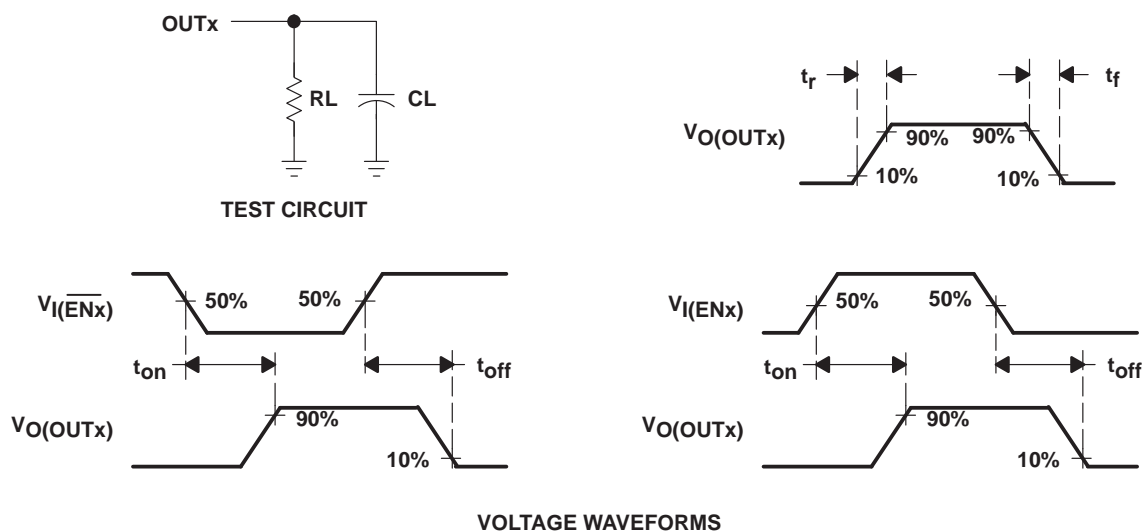 OUTx
RL
CL
TEST CIRCUIT
tr
tf
VO(OUTx)
90%
90%
10%
10%
VI(E̅N̅x̅)
50%
50%
ton
toff
VO(OUTx)
90%
10%
VI(ENx)
50%
50%
ton
toff
VO(OUTx)
90%
10%
VOLTAGE WAVEFORMS